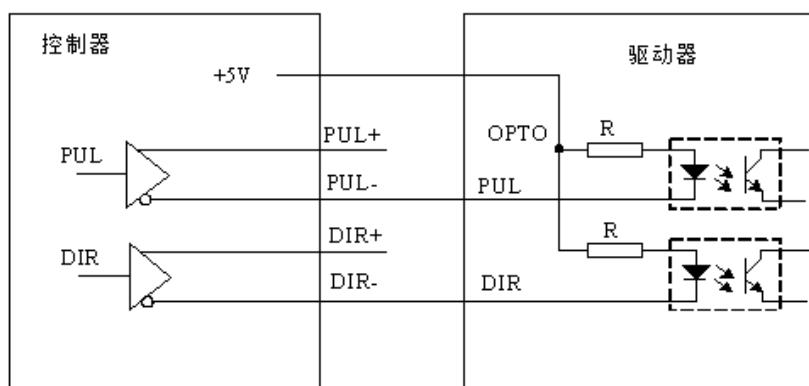 控制器
驱动器
+5V
PUL+
OPTO
R
PUL
PUL-
PUL
DIR+
R
DIR
DIR-
DIR